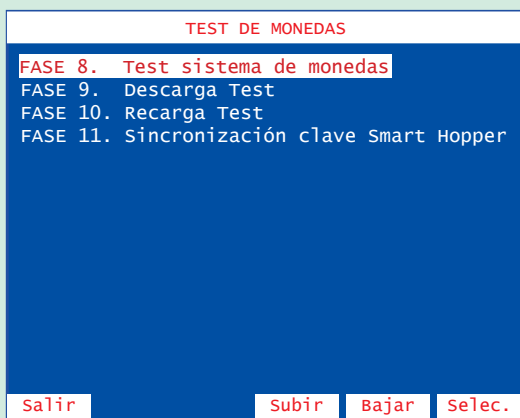 TEST DE MONEDAS
FASE 8. Test sistema de monedas
FASE 9. Descarga Test
FASE 10. Recarga Test
FASE 11. Sincronización clave Smart Hopper
Salir Subir Bajar Selec.